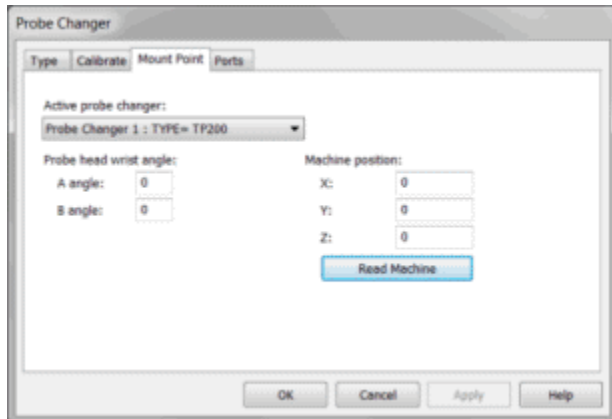 Probe Changer
Type Calibrate Mount Point Ports
Active probe changer:
Probe Changer 1 : TYPE= TP200
Probe head wrist angle: Machine position:
A angle: 0 X: 0
B angle: 0 Y: 0
Z: 0
Read Machine
OK Cancel Apply Help